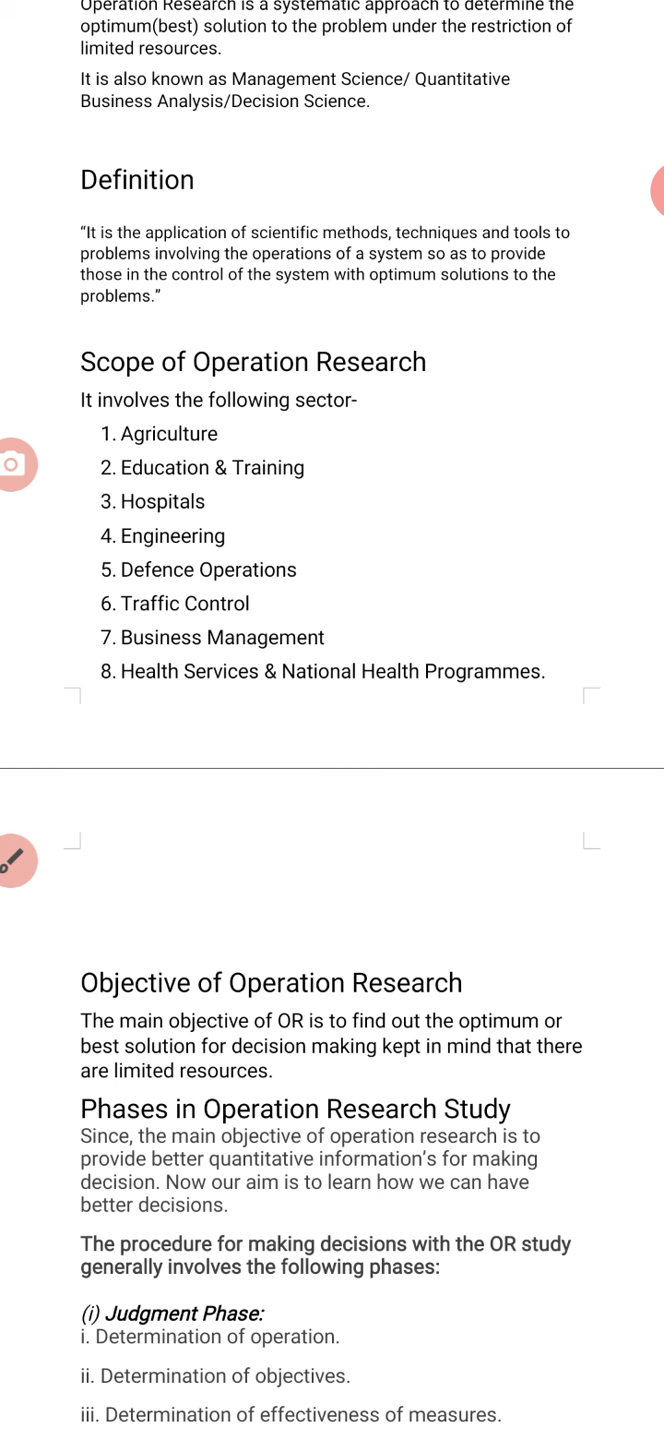 Operation Research is a systematic approach to determine the
optimum(best) solution to the problem under the restriction of
limited resources.
It is also known as Management Science/ Quantitative
Business Analysis/Decision Science.
Definition
“It is the application of scientific methods, techniques and tools to
problems involving the operations of a system so as to provide
those in the control of the system with optimum solutions to the
problems.”
Scope of Operation Research
It involves the following sector-
1. Agriculture
2. Education & Training
3. Hospitals
4. Engineering
5. Defence Operations
6. Traffic Control
7. Business Management
8. Health Services & National Health Programmes.
Objective of Operation Research
The main objective of OR is to find out the optimum or
best solution for decision making kept in mind that there
are limited resources.
Phases in Operation Research Study
Since, the main objective of operation research is to
provide better quantitative information’s for making
decision. Now our aim is to learn how we can have
better decisions.
The procedure for making decisions with the OR study
generally involves the following phases:
(i) Judgment Phase:
i. Determination of operation.
ii. Determination of objectives.
iii. Determination of effectiveness of measures.